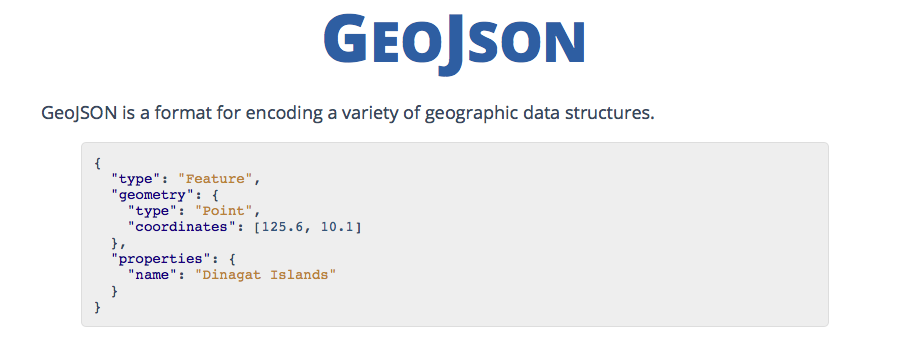 GEOJSON
GeoJSON is a format for encoding a variety of geographic data structures.
{
  "type": "Feature",
  "geometry": {
    "type": "Point",
    "coordinates": [125.6, 10.1]
  },
  "properties": {
    "name": "Dinagat Islands"
  }
}